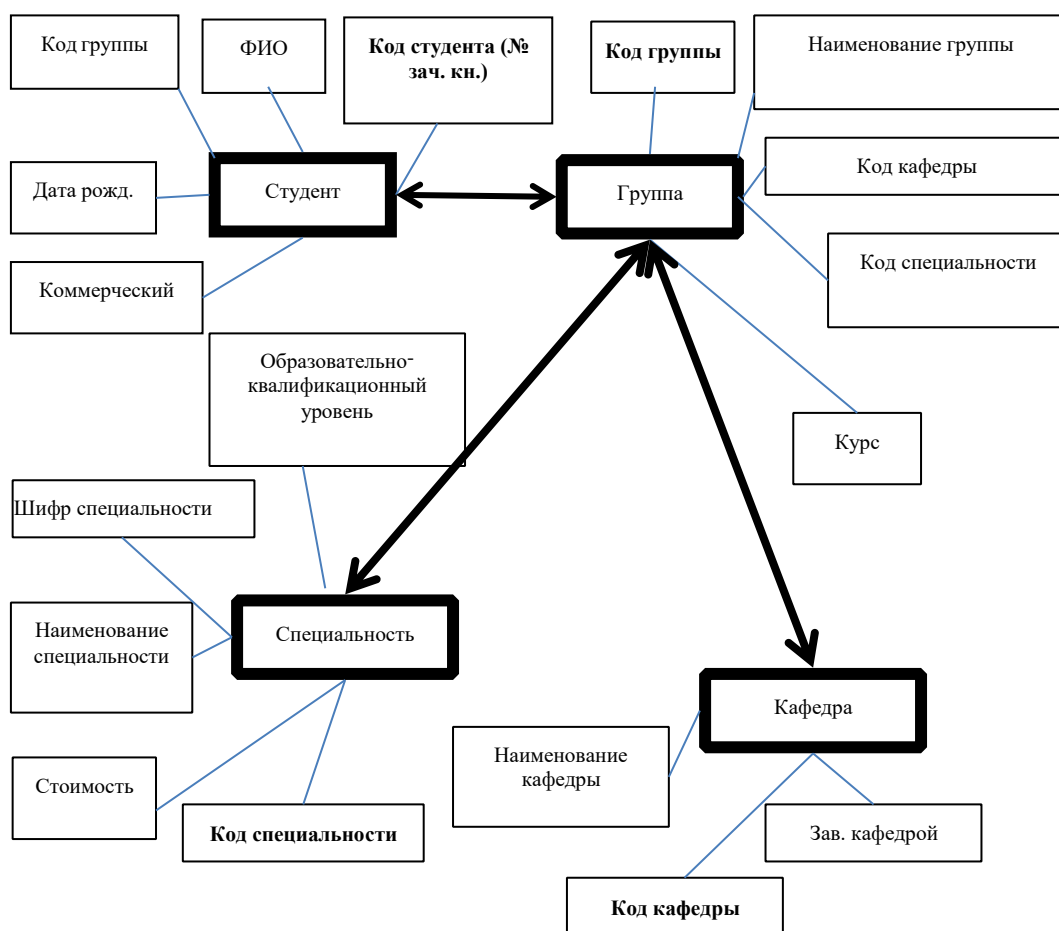 Код группы
ФИО
Код студента (№
зач. кн.)
Код группы
Наименование группы
Дата рожд.
Студент
Группа
Код кафедры
Коммерческий
Код специальности
Образовательно-
квалификационный
уровень
Курс
Шифр специальности
Наименование
специальности
Специальность
Кафедра
Стоимость
Код специальности
Наименование
кафедры
Зав. кафедрой
Код кафедры